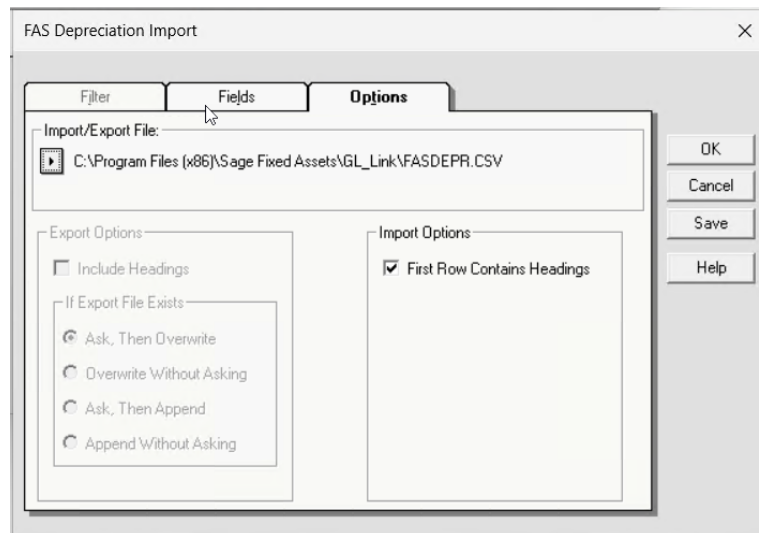 FAS Depreciation Import
Filter
Fields
Options
Import/Export File:
C:\Program Files (x86)\Sage Fixed Assets\GL_Link\FASDEPR.CSV
OK
Cancel
Save
Help
Export Options
Include Headings
If Export File Exists
Ask, Then Overwrite
Overwrite Without Asking
Ask, Then Append
Append Without Asking
Import Options
First Row Contains Headings